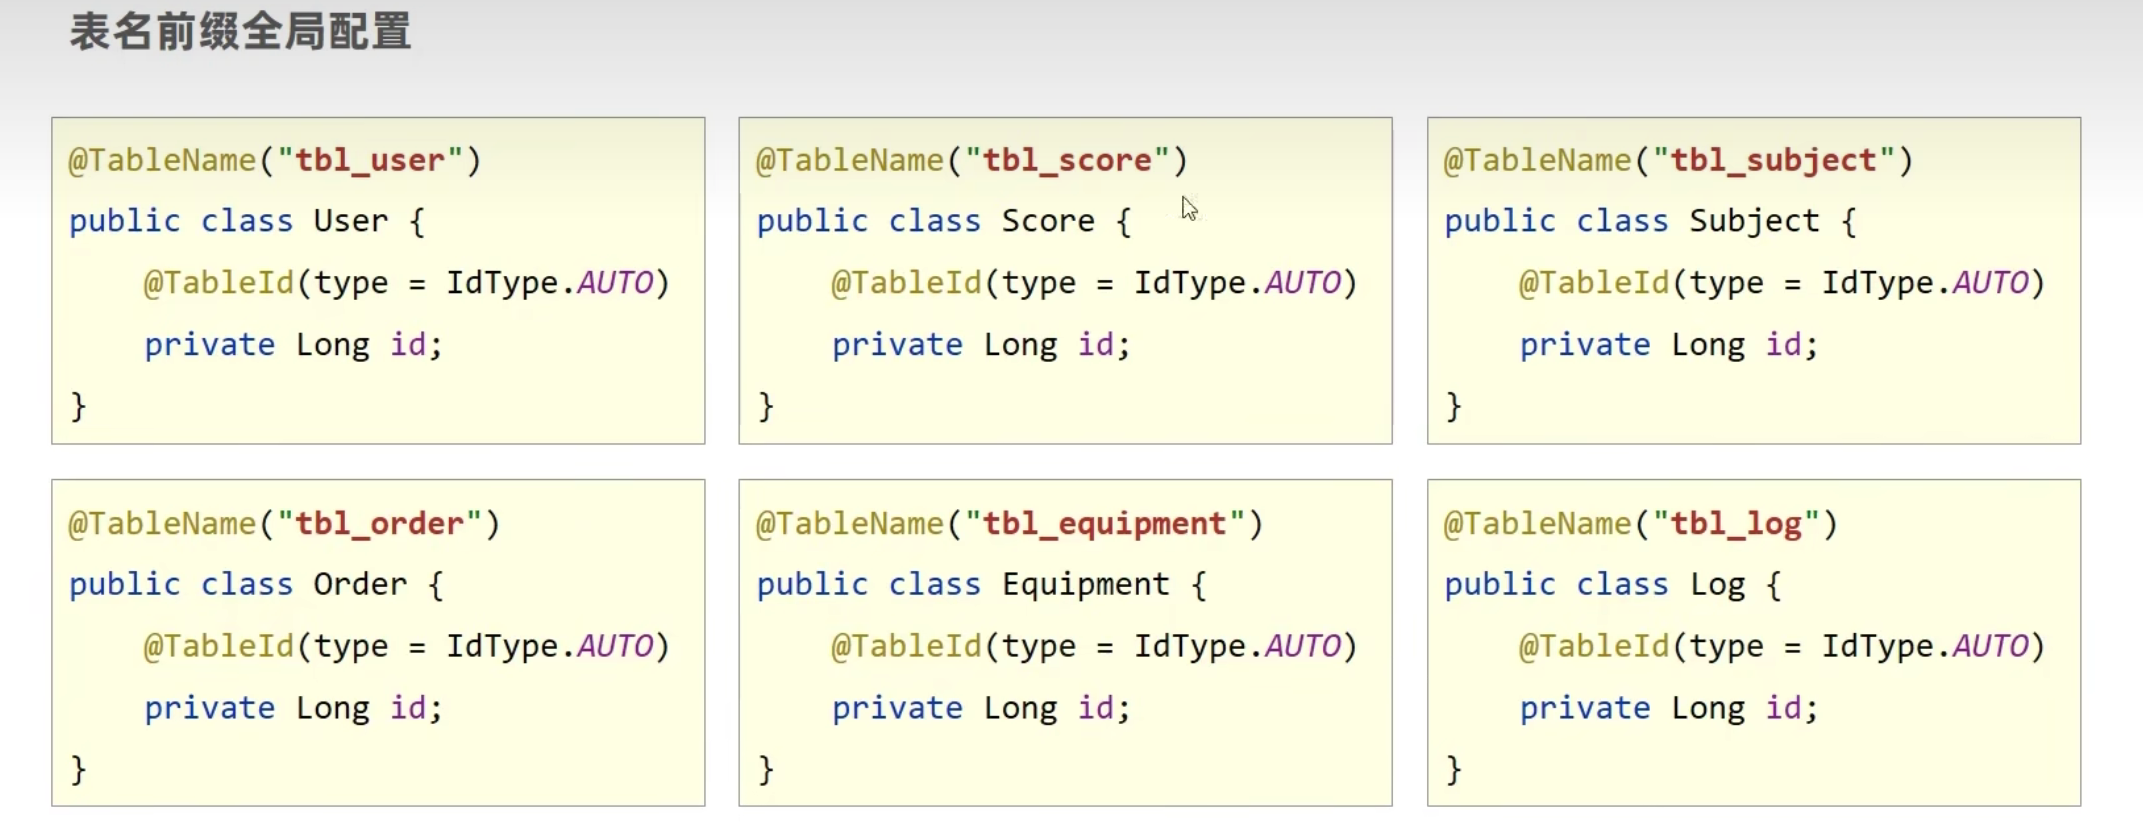 表名前缀全局配置
@TableName("tbl_user")
public class User {
    @TableId(type = IdType.AUTO)
    private Long id;
}
@TableName("tbl_score")
public class Score {
    @TableId(type = IdType.AUTO)
    private Long id;
}
@TableName("tbl_subject")
public class Subject {
    @TableId(type = IdType.AUTO)
    private Long id;
}
@TableName("tbl_order")
public class Order {
    @TableId(type = IdType.AUTO)
    private Long id;
}
@TableName("tbl_equipment")
public class Equipment {
    @TableId(type = IdType.AUTO)
    private Long id;
}
@TableName("tbl_log")
public class Log {
    @TableId(type = IdType.AUTO)
    private Long id;
}